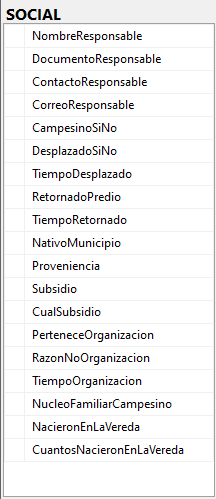 SOCIAL
NombreResponsable
DocumentoResponsable
ContactoResponsable
CorreoResponsable
CampesinoSiNo
DesplazadoSiNo
TiempoDesplazado
RetornadoPredio
TiempoRetornado
NativoMunicipio
Proveniencia
Subsidio
CualSubsidio
PerteneceOrganizacion
RazonNoOrganizacion
TiempoOrganizacion
NucleoFamiliarCampesino
NacieronEnLaVereda
CuantosNacieronEnLaVereda